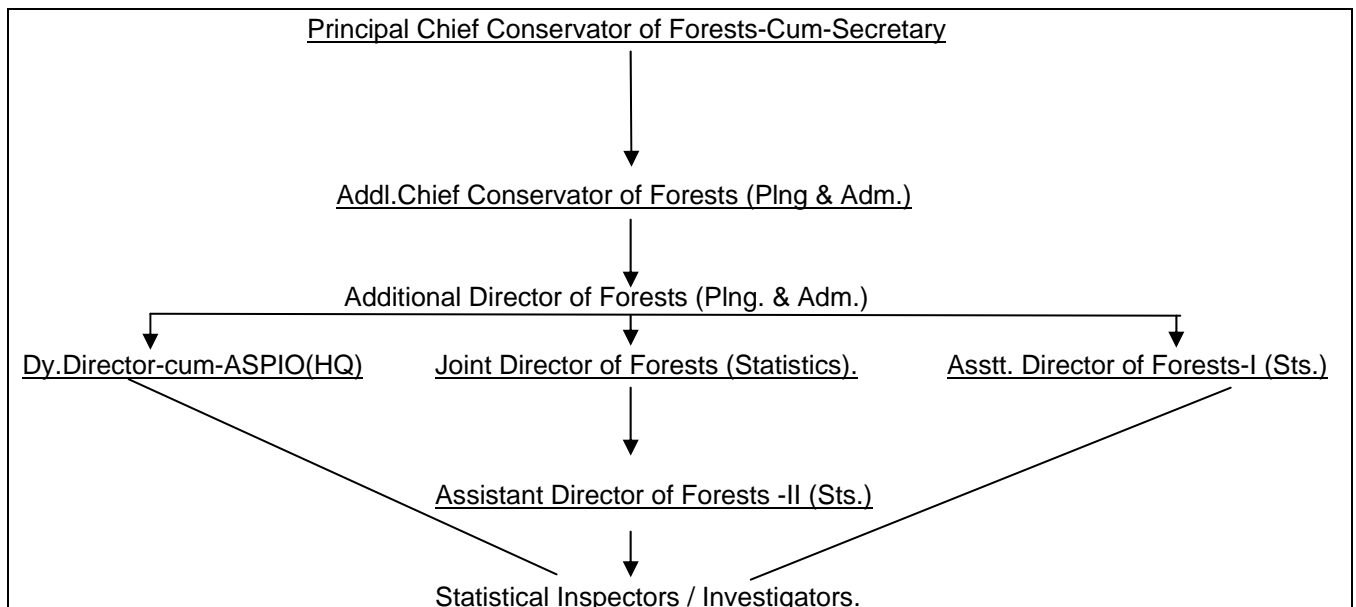 Principal Chief Conservator of Forests-Cum-Secretary
Addl.Chief Conservator of Forests (Plng & Adm.)
Additional Director of Forests (Plng. & Adm.)
Dy.Director-cum-ASPIO(HQ) Joint Director of Forests (Statistics). Asstt. Director of Forests-I (Sts.)
Assistant Director of Forests -II (Sts.)
Statistical Inspectors / Investigators.